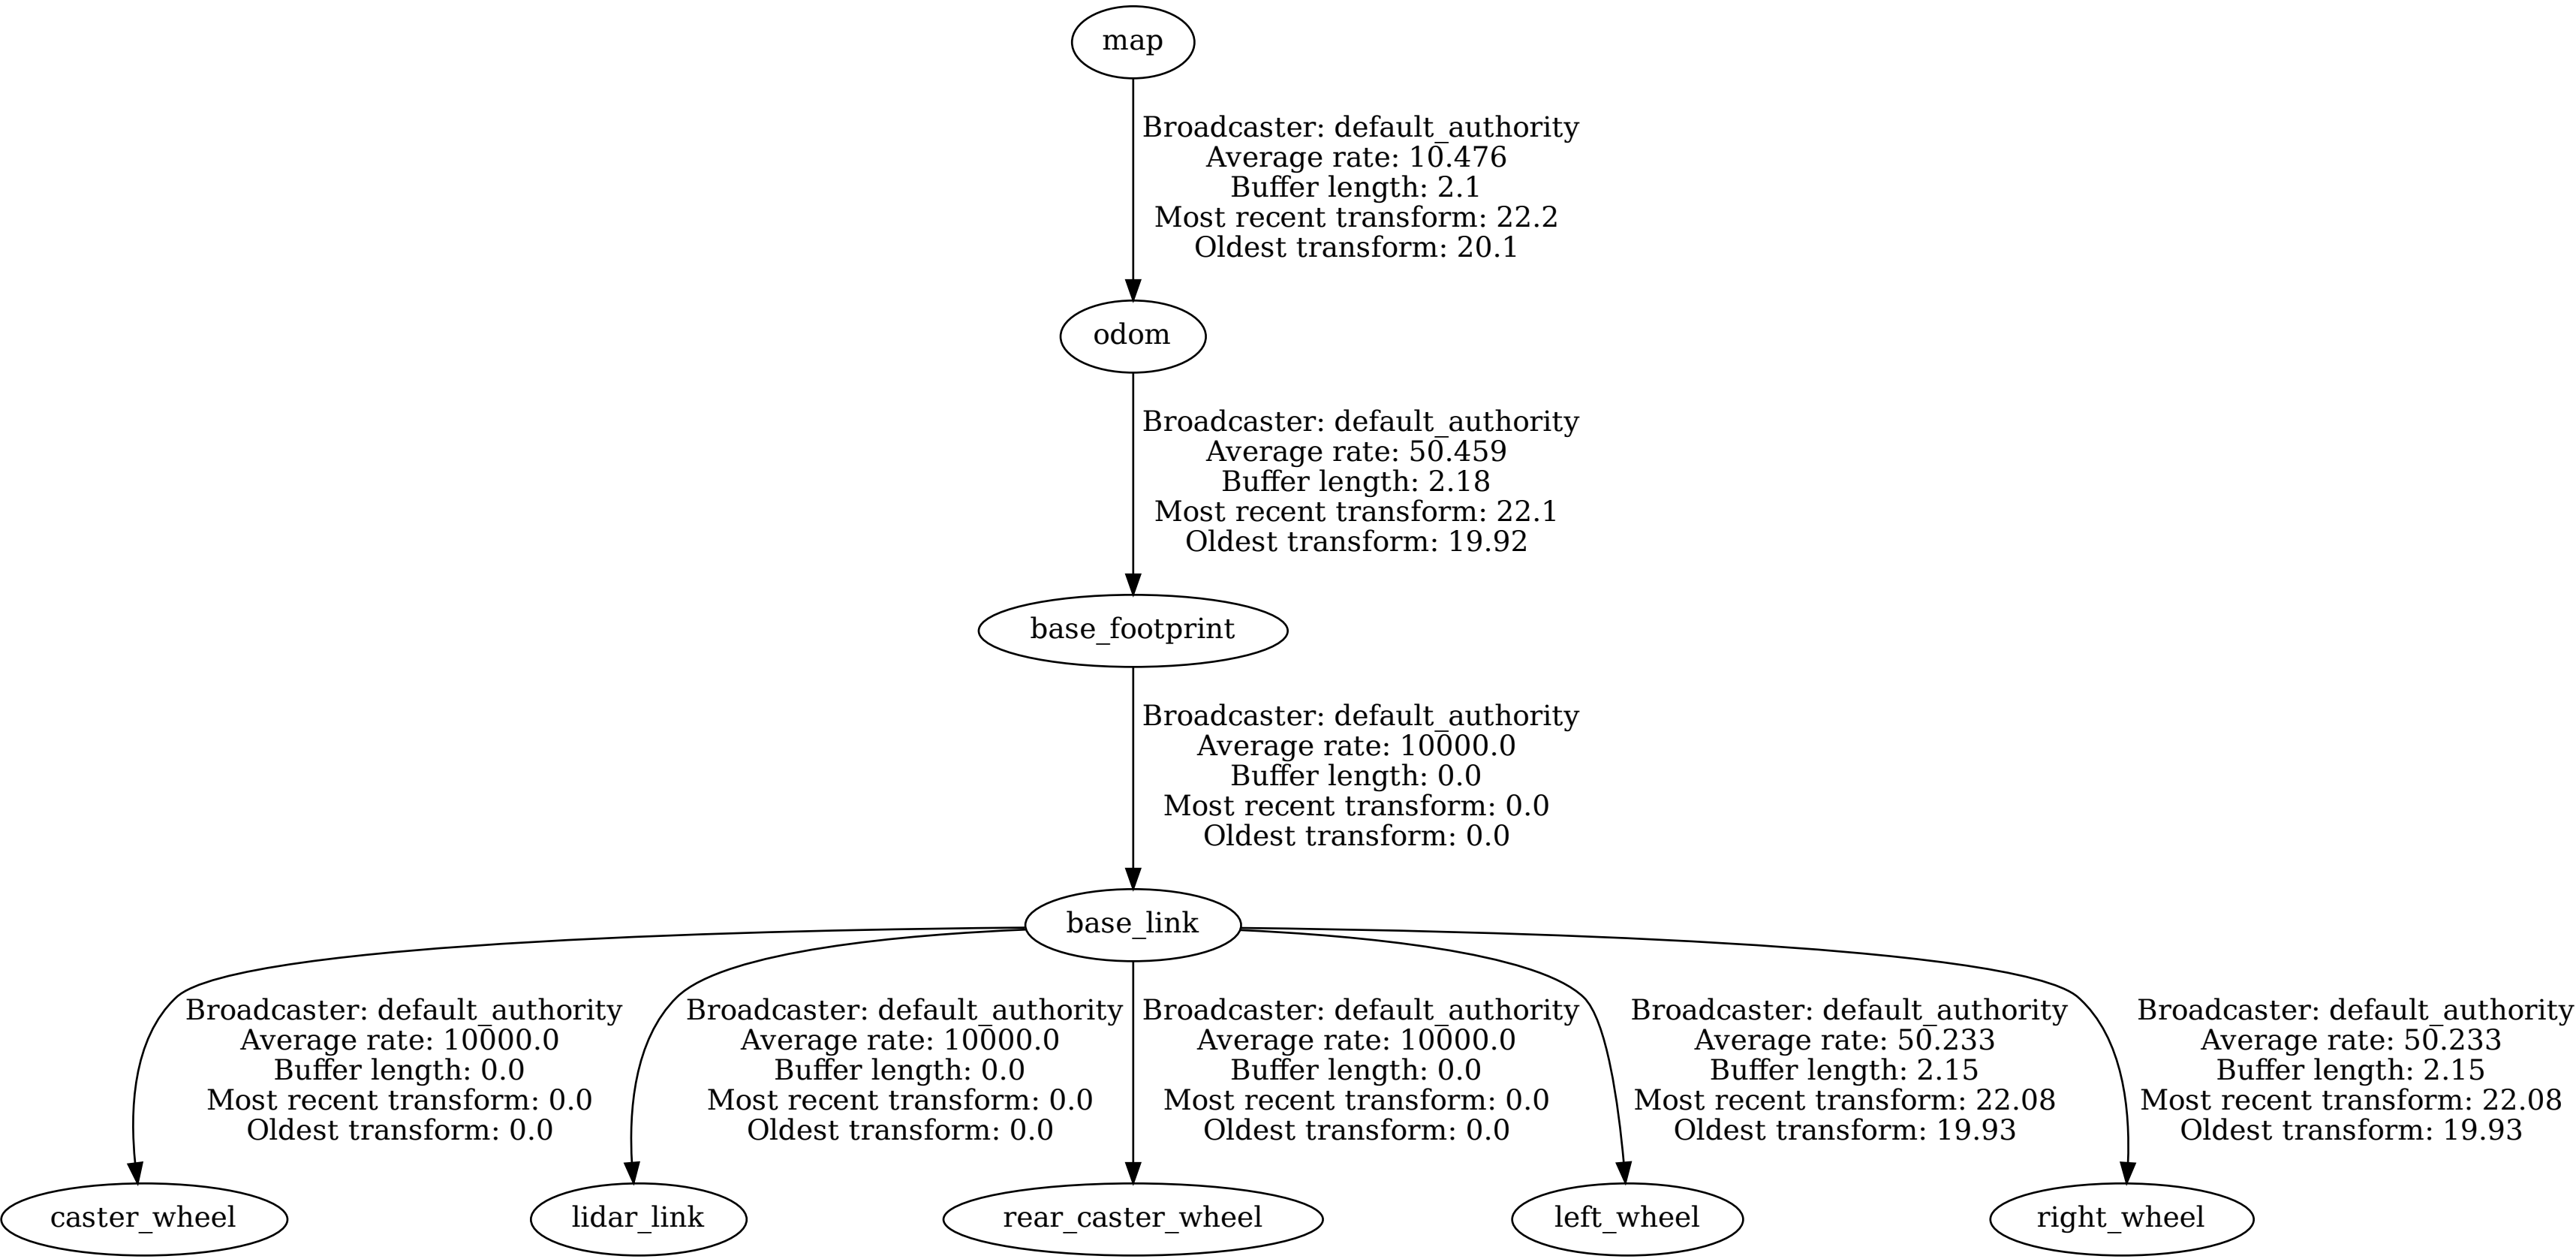 map
Broadcaster: default_authority
Average rate: 10.476
Buffer length: 2.1
Most recent transform: 22.2
Oldest transform: 20.1
odom
Broadcaster: default_authority
Average rate: 50.459
Buffer length: 2.18
Most recent transform: 22.1
Oldest transform: 19.92
base_footprint
Broadcaster: default_authority
Average rate: 10000.0
Buffer length: 0.0
Most recent transform: 0.0
Oldest transform: 0.0
base_link
Broadcaster: default_authority
Average rate: 10000.0
Buffer length: 0.0
Most recent transform: 0.0
Oldest transform: 0.0
Broadcaster: default_authority
Average rate: 10000.0
Buffer length: 0.0
Most recent transform: 0.0
Oldest transform: 0.0
Broadcaster: default_authority
Average rate: 10000.0
Buffer length: 0.0
Most recent transform: 0.0
Oldest transform: 0.0
Broadcaster: default_authority
Average rate: 50.233
Buffer length: 2.15
Most recent transform: 22.08
Oldest transform: 19.93
Broadcaster: default_authority
Average rate: 50.233
Buffer length: 2.15
Most recent transform: 22.08
Oldest transform: 19.93
caster_wheel
lidar_link
rear_caster_wheel
left_wheel
right_wheel